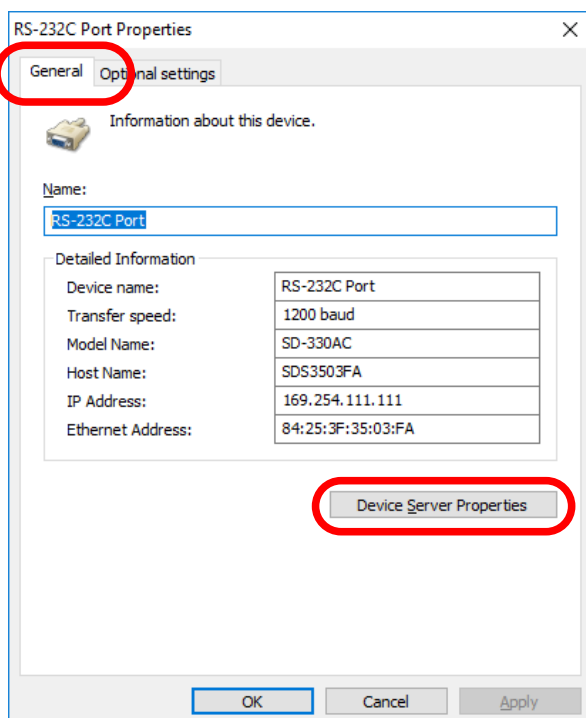 RS-232C Port Properties
General
Optional settings
Information about this device.
Name:
RS-232C Port
Detailed Information
Device name: RS-232C Port
Transfer speed: 1200 baud
Model Name: SD-330AC
Host Name: SDS3503FA
IP Address: 169.254.111.111
Ethernet Address: 84:25:3F:35:03:FA
Device Server Properties
OK Cancel Apply